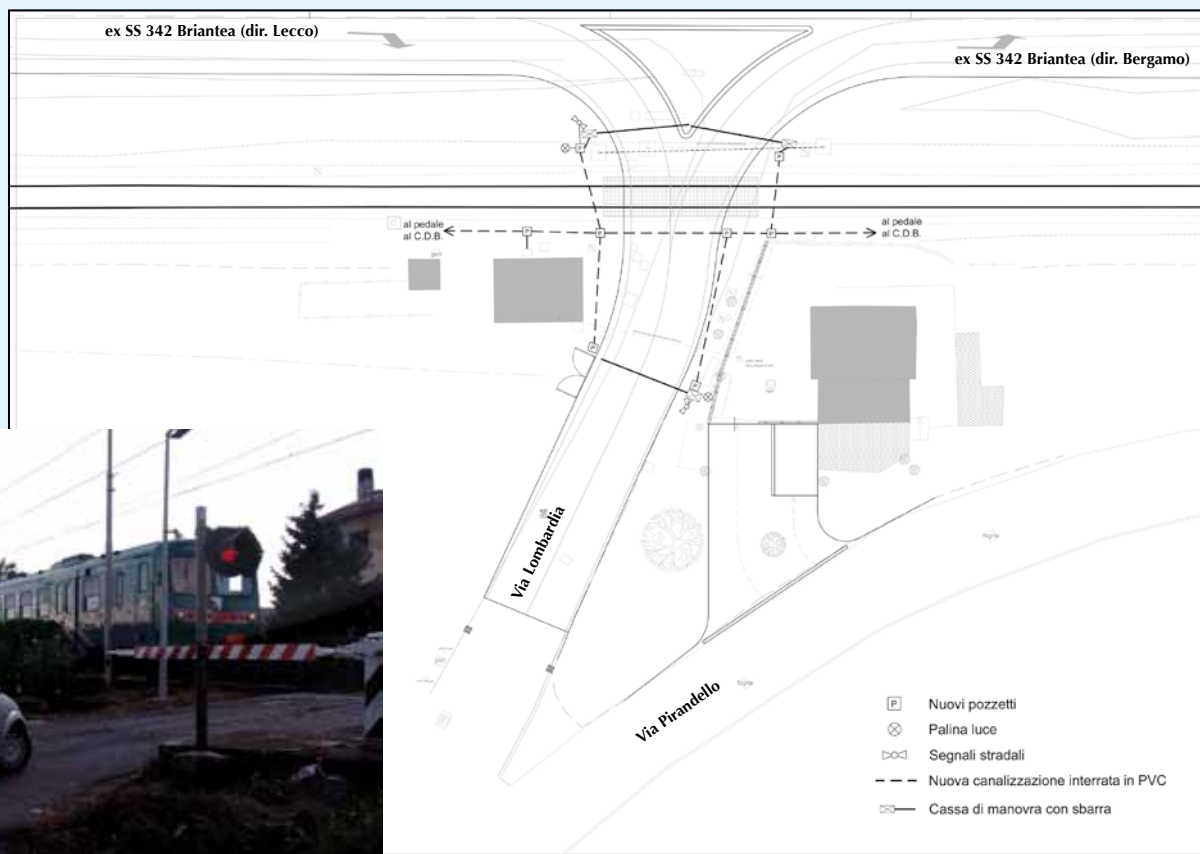 ex SS 342 Briantea (dir. Lecco)
ex SS 342 Briantea (dir. Bergamo)
al pedale
al C.D.B.
al pedale
al C.D.B.
P
P
P
P
P
P
P
P
Via Lombardia
Via Pirandello
P Nuovi pozzetti
Palina luce
Segnali stradali
Nuova canalizzazione interrata in PVC
Cassa di manovra con sbarra